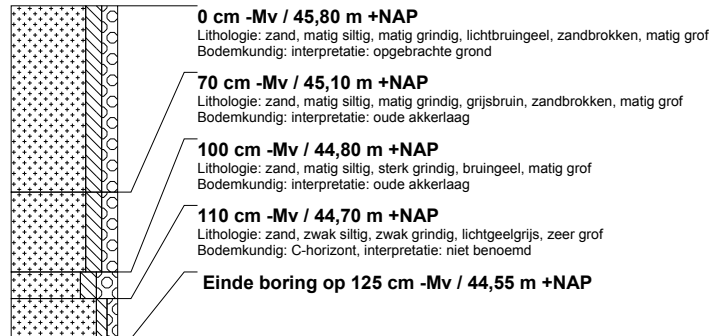 0 cm -Mv / 45,80 m +NAP
Lithologie: zand, matig siltig, matig grindig, lichtbruingeel, zandbrokken, matig grof
Bodemkundig: interpretatie: opgebrachte grond
70 cm -Mv / 45,10 m +NAP
Lithologie: zand, matig siltig, matig grindig, grijsbruin, zandbrokken, matig grof
Bodemkundig: interpretatie: oude akkerlaag
100 cm -Mv / 44,80 m +NAP
Lithologie: zand, matig siltig, sterk grindig, bruingeel, matig grof
Bodemkundig: interpretatie: oude akkerlaag
110 cm -Mv / 44,70 m +NAP
Lithologie: zand, zwak siltig, zwak grindig, lichtgeelgrijs, zeer grof
Bodemkundig: C-horizont, interpretatie: niet benoemd
Einde boring op 125 cm -Mv / 44,55 m +NAP